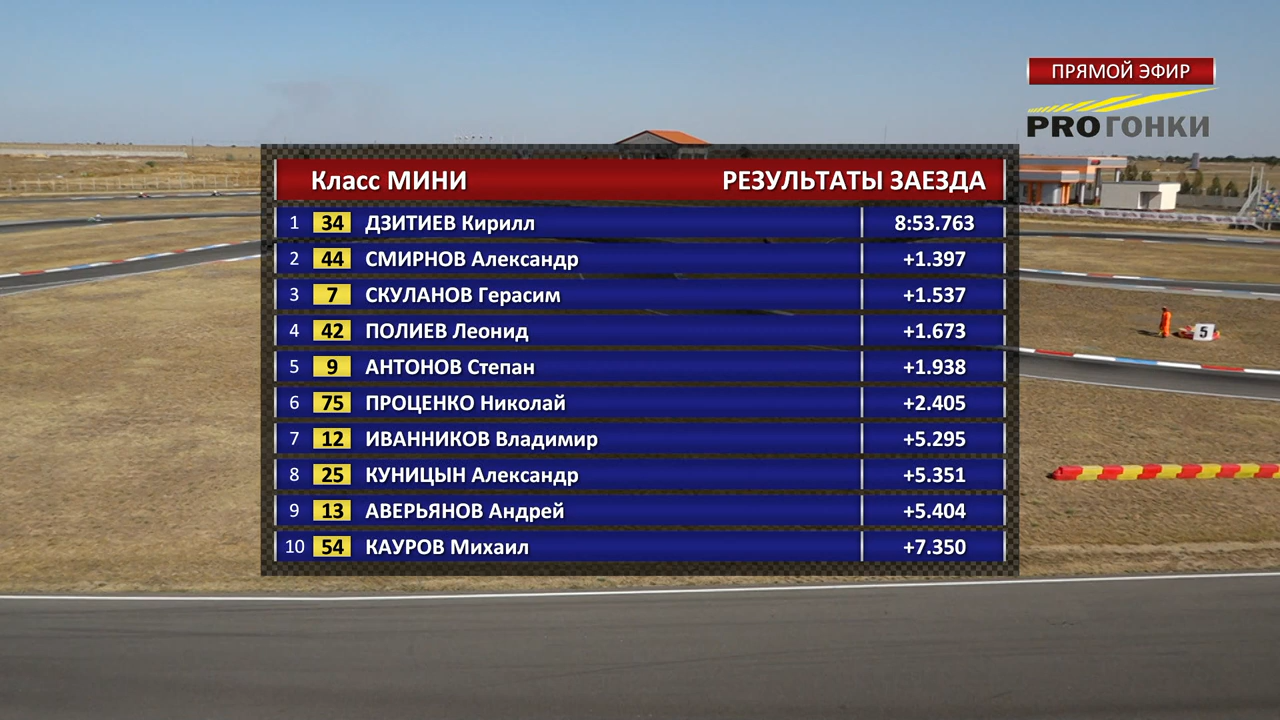 ПРЯМОЙ ЭФИР
PRO ГОНКИ
Класс МИНИ РЕЗУЛЬТАТЫ ЗАЕЗДА
1 34 ДЗИТИЕВ Кирилл 8:53.763
2 44 СМИРНОВ Александр +1.397
3 7 СКУЛАНОВ Герасим +1.537
4 42 ПОЛИЕВ Леонид +1.673
5 9 АНТОНОВ Степан +1.938
6 75 ПРОЦЕНКО Николай +2.405
7 12 ИВАННИКОВ Владимир +5.295
8 25 КУНИЦЫН Александр +5.351
9 13 АВЕРЬЯНОВ Андрей +5.404
10 54 КАУРОВ Михаил +7.350
5